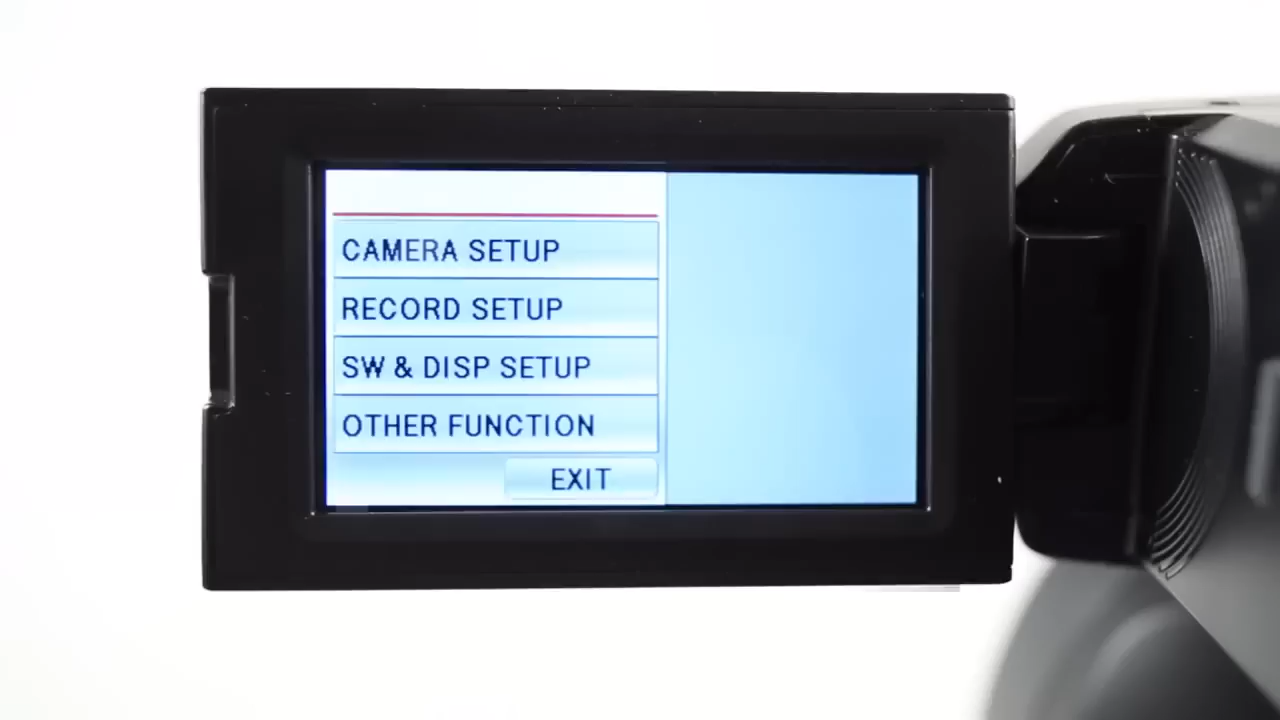 CAMERA SETUP
RECORD SETUP
SW & DISP SETUP
OTHER FUNCTION
EXIT